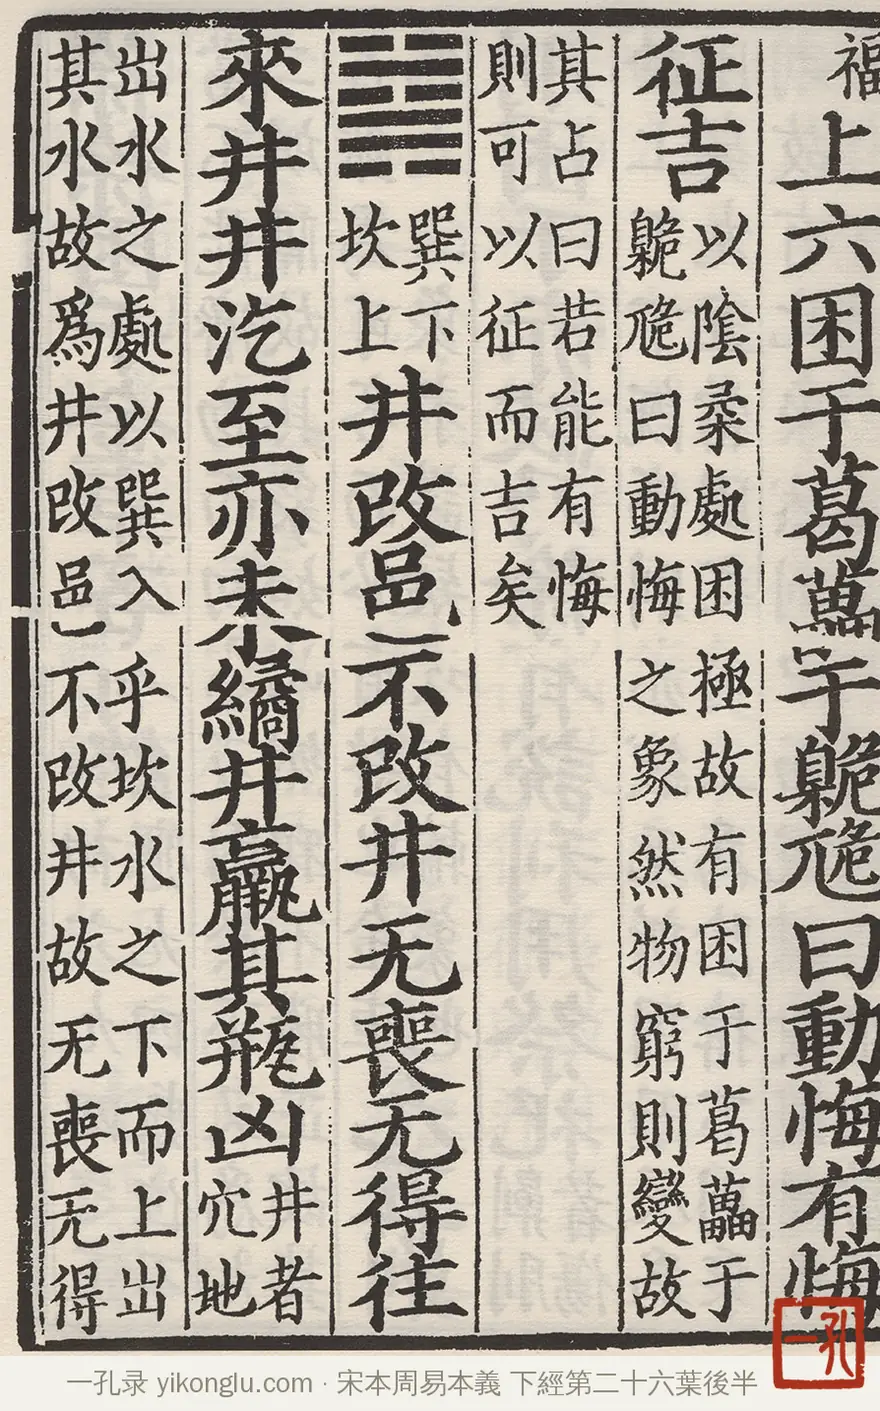 福
上六困于葛藟于臲卼曰動悔有悔
征吉
以陰柔處困極故有困于葛藟于
臲卼曰動悔之象然物窮則變故
其占曰若能有悔
則可以征而吉矣
䷯
巽下
坎上
井改邑不改井无喪无得往
來井井汔至亦未繘井羸其瓶凶
井者
穴地
出水之處以巽入乎坎水之下而上出
其水故爲井改邑不改井故无喪无得
一孔录 yikonglu.com · 宋本周易本義 下經第二十六葉後半
一孔